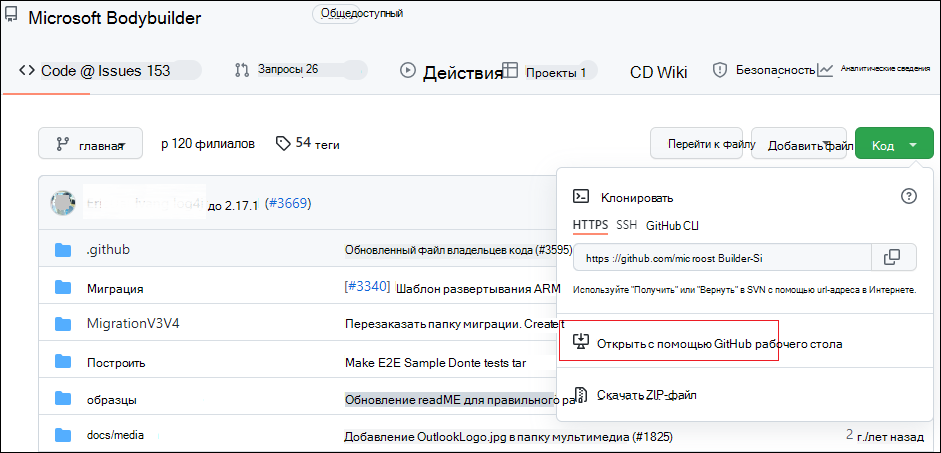 Microsoft Bodybuilder Общедоступный
Code @ Issues 153 Запросы 26 Действия Проекты 1 CD Wiki Безопасность Аналитические сведения
главная р 120 филиалов 54 теги Перейти к файлу Добавить файл Код
до 2.17.1 (#3669)
Клонировать
HTTPS SSH GitHub CLI
.github Обновленный файл владельцев кода (#3595)
https ://github.com/microost Builder-Si
Миграция [#3340] Шаблон развертывания ARM
Используйте "Получить" или "Вернуть" в SVN с помощью url-адреса в Интернете.
MigrationV3V4 Перезаказать папку миграции. Create t
Открыть с помощью GitHub рабочего стола
Построить Make E2E Sample Donte tests tar
образцы Обновление readME для правильного ра
Скачать ZIP-файл
docs/media Добавление OutlookLogo.jpg в папку мультимедиа (#1825) 2 г./лет назад